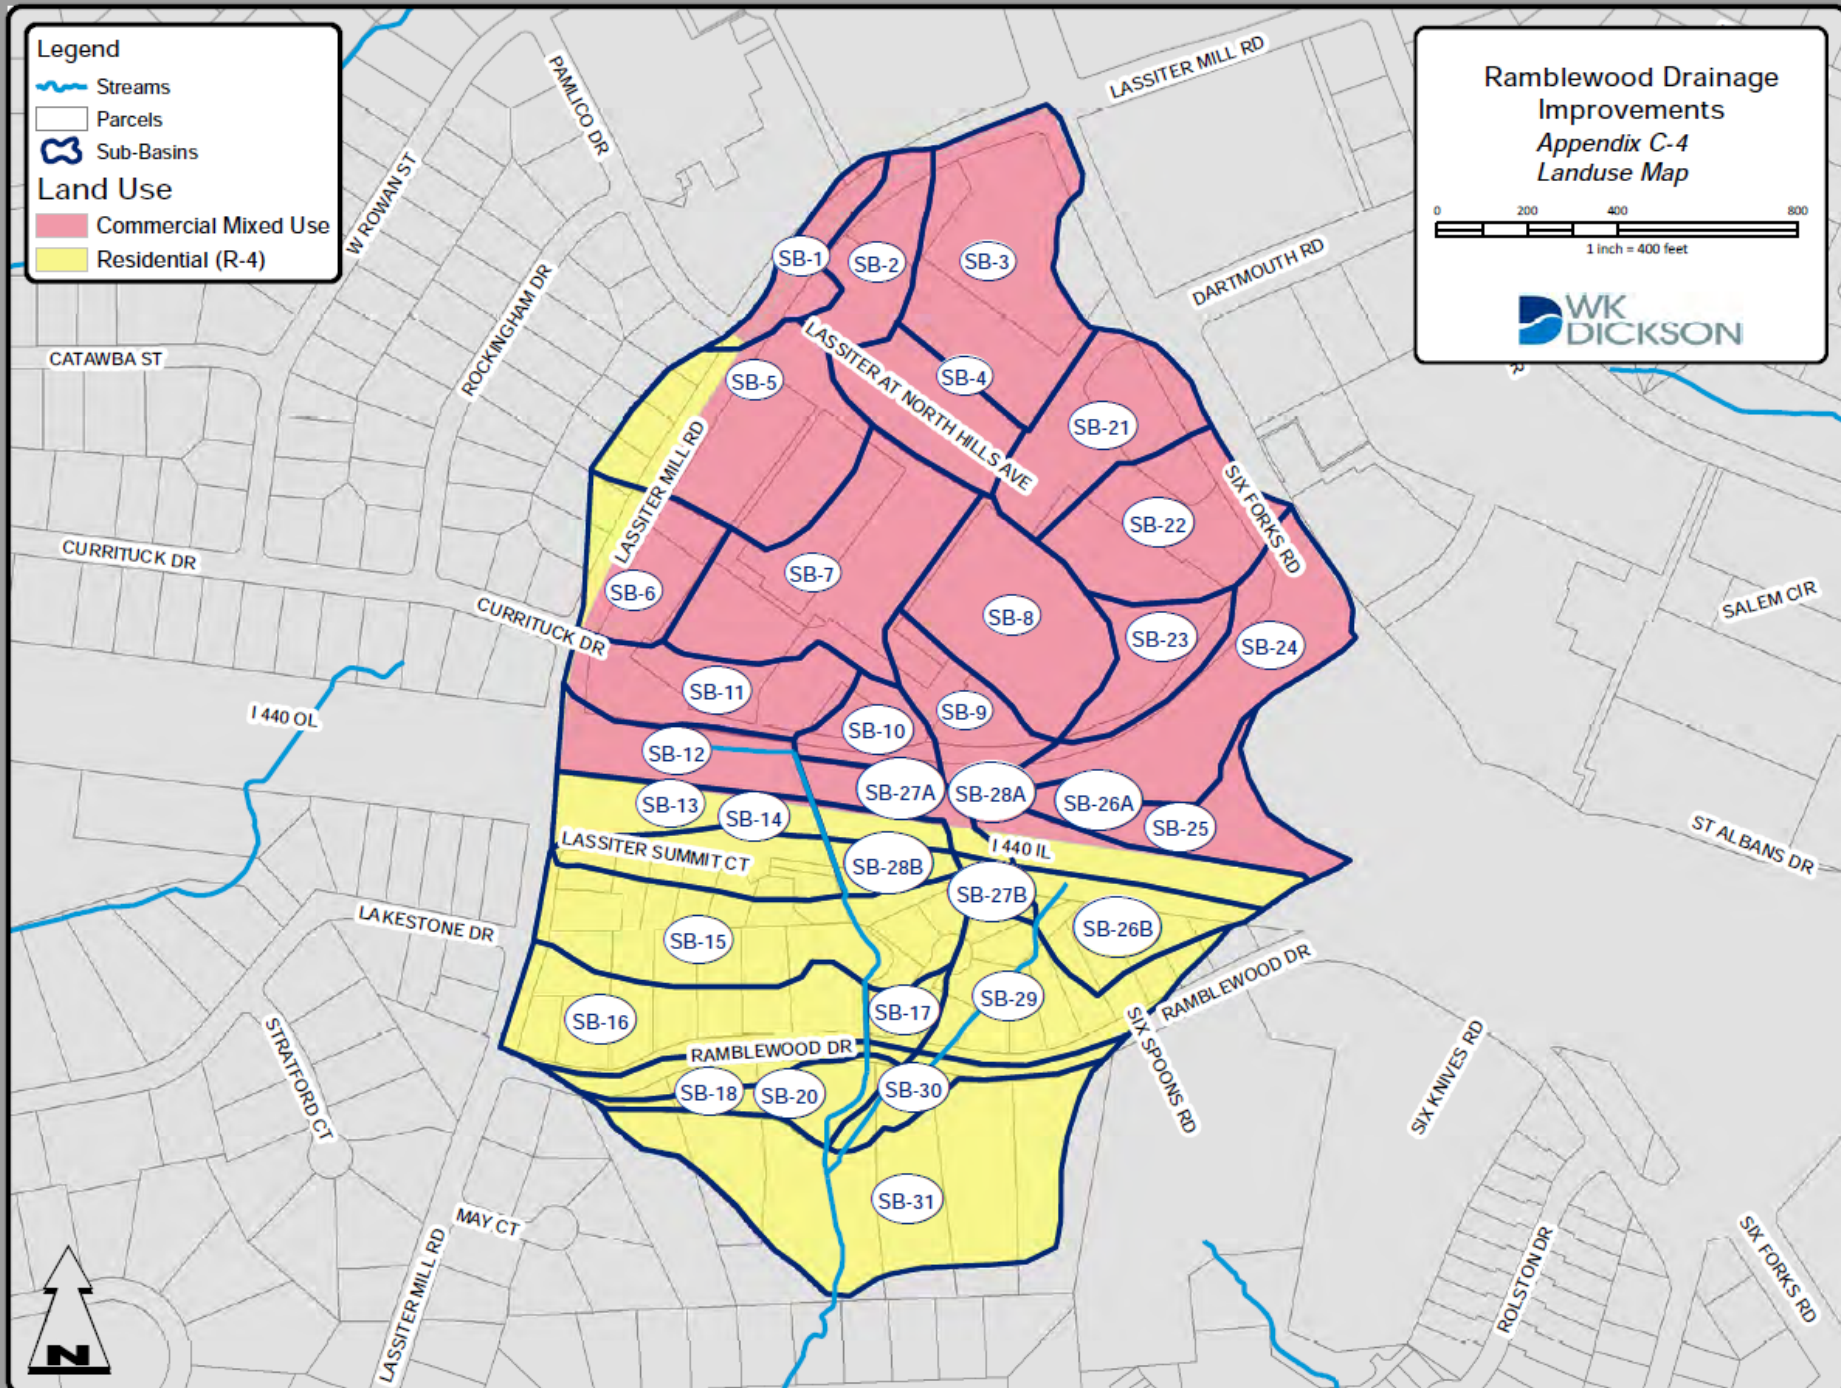 Legend
Streams
Parcels
Sub-Basins
Land Use
Commercial Mixed Use
Residential (R-4)
Ramblewood Drainage
Improvements
Appendix C-4
Landuse Map
0 200 400 800
1 inch = 400 feet
WK
DICKSON
LASSITER MILL RD
PAMLICO DR
W ROWAN ST
ROCKINGHAM DR
CATAWBA ST
DARTMOUTH RD
SB-1
SB-2
SB-3
LASSITER AT NORTH HILLS AVE
SB-4
SB-5
SB-21
LASSITER MILL RD
SIX FORKS RD
SB-22
CURRITUCK DR
SB-7
SB-6
CURRITUCK DR
SB-8
SB-23
SB-24
SALEM CIR
SB-11
I 440 OL
SB-10
SB-9
SB-12
SB-27A
SB-28A
SB-26A
SB-13
SB-14
SB-25
ST ALBANS DR
LASSITER SUMMIT CT
I 440 IL
SB-28B
SB-27B
LAKESTONE DR
SB-15
SB-26B
RAMBLEWOOD DR
SB-29
SB-17
SB-16
RAMBLEWOOD DR
SIX SPOONS RD
SIX KNIVES RD
STRATFORD CT
SB-18
SB-20
SB-30
SB-31
MAY CT
LASSITER MILL RD
ROLSTON DR
SIX FORKS RD
N